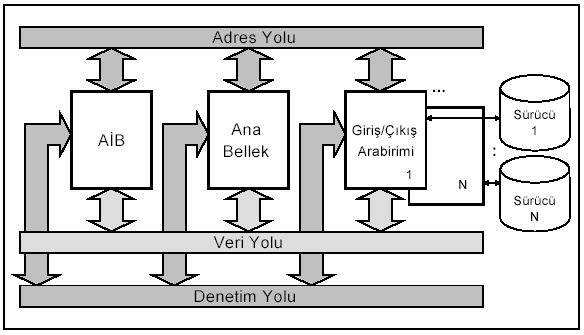 Adres Yolu
AİB
Ana
Bellek
Giriş/Çıkış
Arabirimi
1
...
N
Sürücü
1
:
Sürücü
N
Veri Yolu
Denetim Yolu